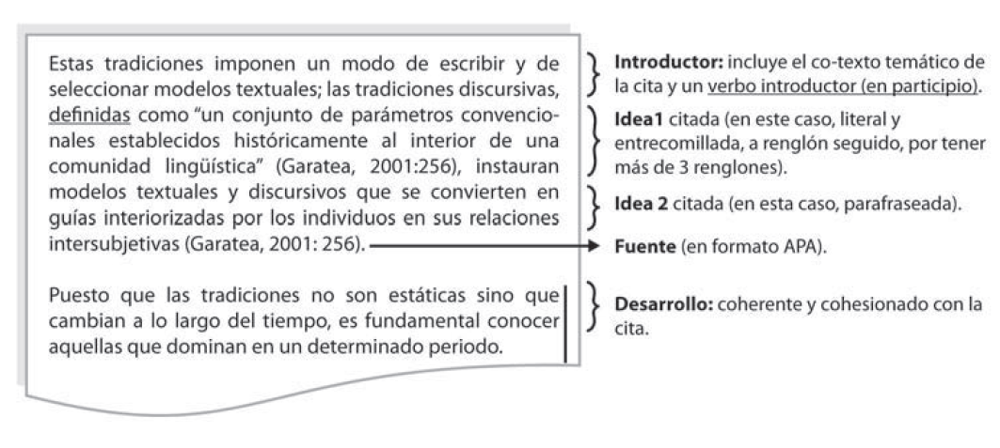 Estas tradiciones imponen un modo de escribir y de
seleccionar modelos textuales; las tradiciones discursivas,
definidas como “un conjunto de parámetros convencio-
nales establecidos históricamente al interior de una
comunidad lingüística” (Garatea, 2001:256), instauran
modelos textuales y discursivos que se convierten en
guías interiorizadas por los individuos en sus relaciones
intersubjetivas (Garatea, 2001: 256).
Puesto que las tradiciones no son estáticas sino que
cambian a lo largo del tiempo, es fundamental conocer
aquellas que dominan en un determinado periodo.
Introductor: incluye el co-texto temático de
la cita y un verbo introductor (en participio).
Idea1 citada (en este caso, literal y
entrecomillada, a renglón seguido, por tener
más de 3 renglones).
Idea 2 citada (en esta caso, parafraseada).
Fuente (en formato APA).
Desarrollo: coherente y cohesionado con la
cita.